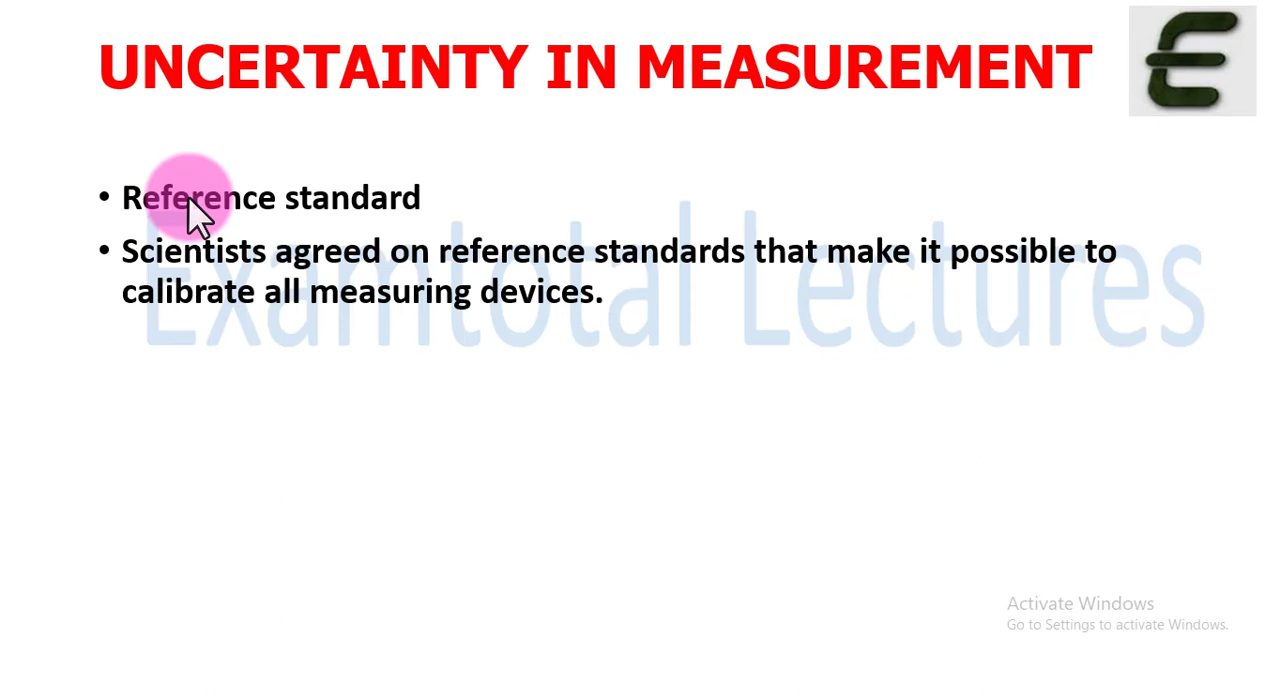 UNCERTAINTY IN MEASUREMENT
• Reference standard
• Scientists agreed on reference standards that make it possible to
calibrate all measuring devices.
Examtotal Lectures
Activate Windows
Go to Settings to activate Windows.